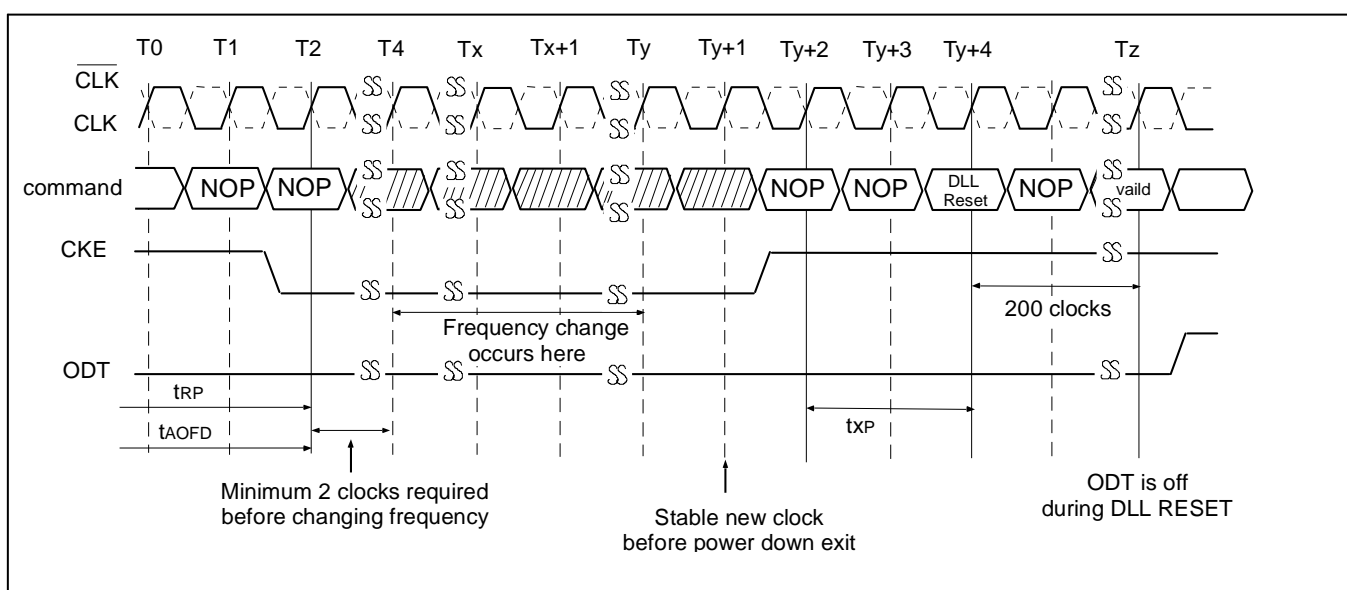 T0 T1 T2 T4 Tx Tx+1 Ty Ty+1 Ty+2 Ty+3 Ty+4 Tz
CLK
CLK
command NOP NOP NOP NOP DLL Reset NOP vaild
CKE
Frequency change
occurs here
200 clocks
ODT
tRP
tAOFD
txP
Minimum 2 clocks required
before changing frequency
Stable new clock
before power down exit
ODT is off
during DLL RESET